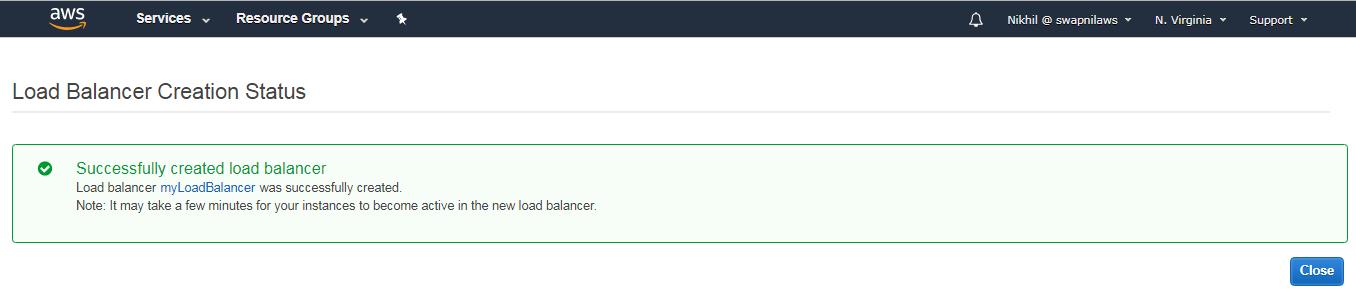 aws Services Resource Groups Nikhil @ swapnilaws N. Virginia Support
Load Balancer Creation Status
Successfully created load balancer
Load balancer myLoadBalancer was successfully created.
Note: It may take a few minutes for your instances to become active in the new load balancer.
Close